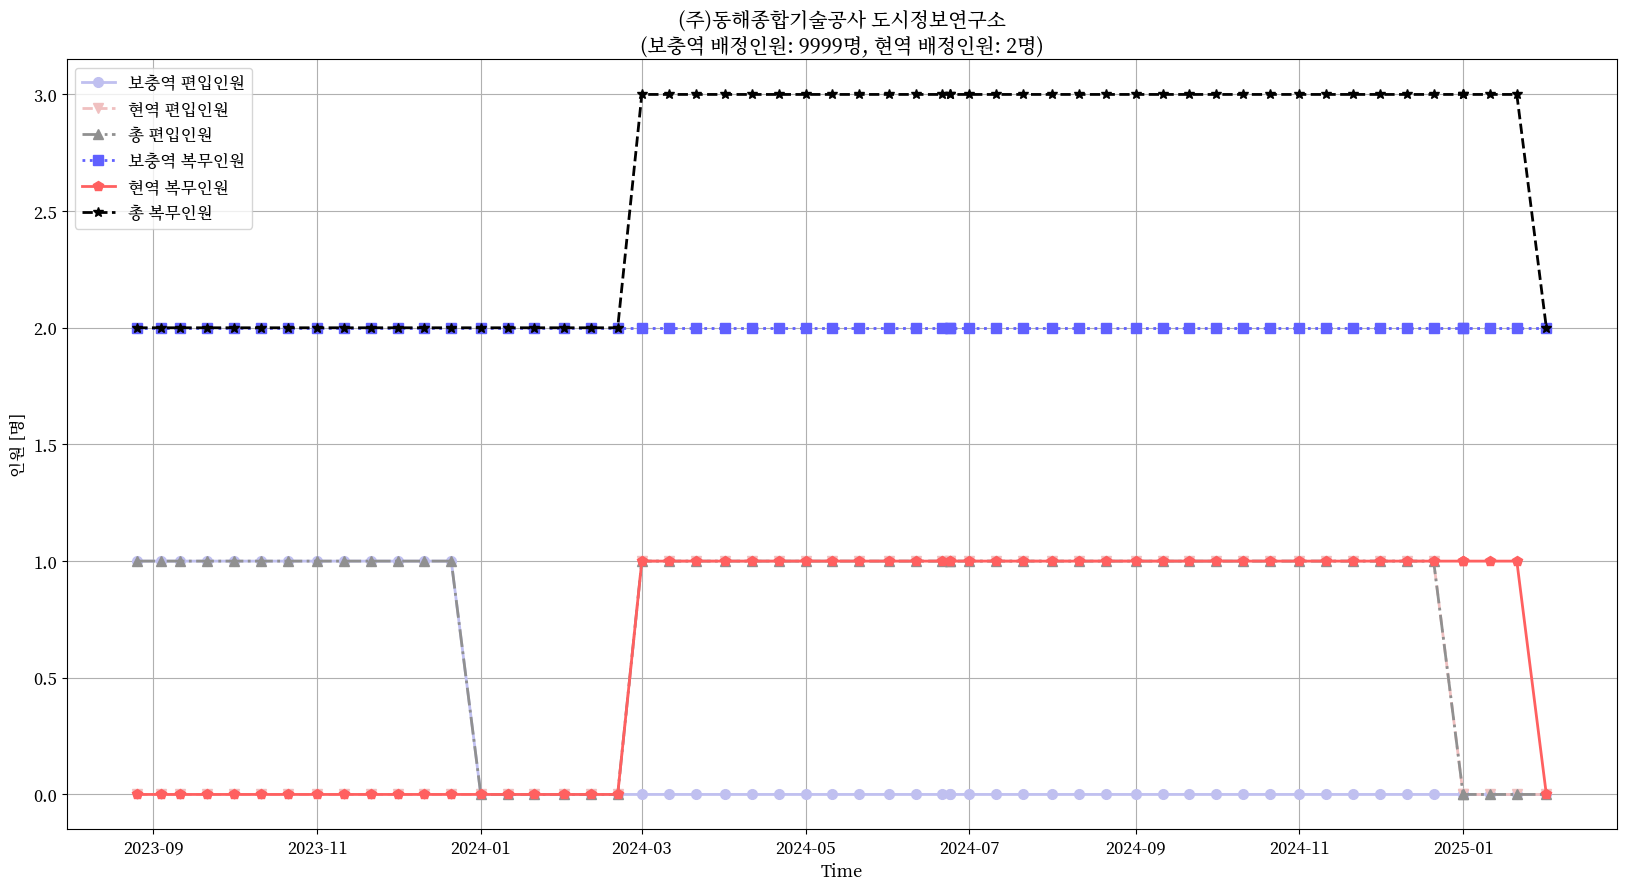 (주)동해종합기술공사 도시정보연구소
(보충역 배정인원: 9999명, 현역 배정인원: 2명)
보충역 편입인원
현역 편입인원
총 편입인원
보충역 복무인원
현역 복무인원
총 복무인원
3.0
2.5
2.0
1.5
1.0
0.5
0.0
인원 [명]
2023-09
2023-11
2024-01
2024-03
2024-05
2024-07
2024-09
2024-11
2025-01
Time